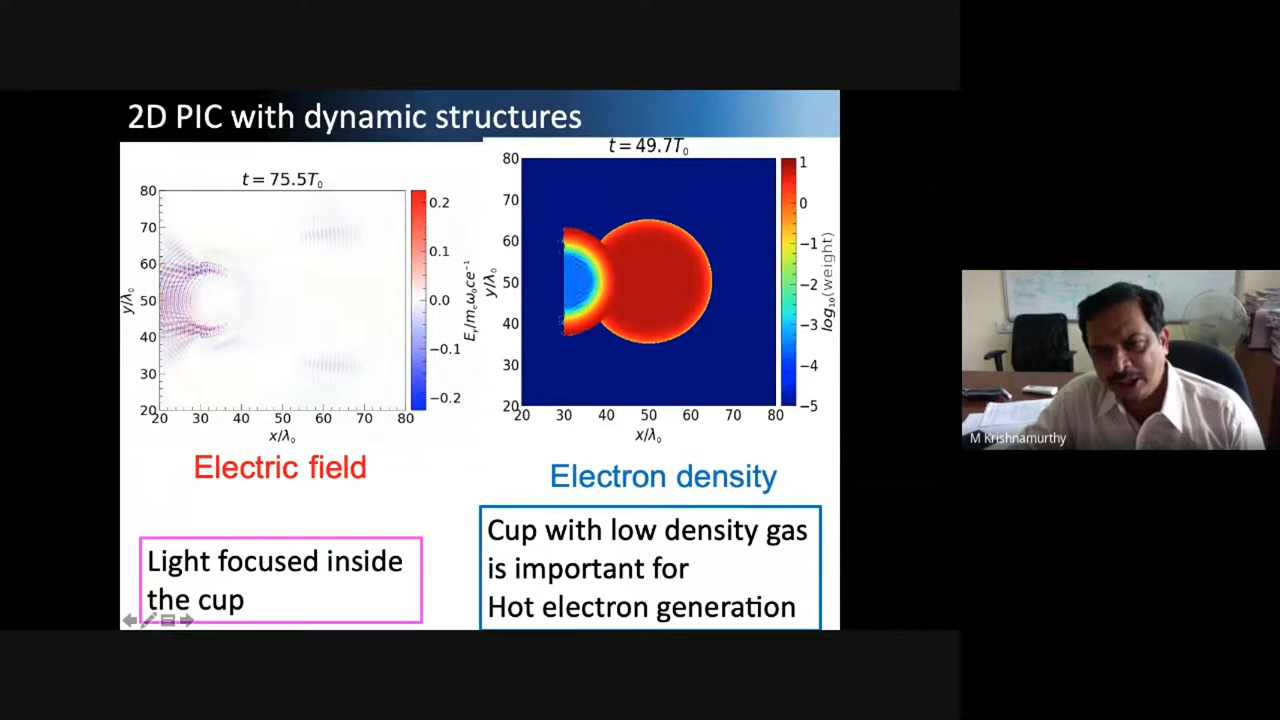 2D PIC with dynamic structures
t = 75.5T₀
80
70
60
50
40
30
20
20 30 40 50 60 70 80
y/λ₀
x/λ₀
0.2
0.1
0.0
−0.1
−0.2
Eᵧ/mₑω₀ce⁻¹
Electric field
Light focused inside
the cup
t = 49.7T₀
80
70
60
50
40
30
20
20 30 40 50 60 70 80
y/λ₀
x/λ₀
1
0
−1
−2
−3
−4
−5
log₁₀(weight)
Electron density
Cup with low density gas
is important for
Hot electron generation
M Krishnamurthy